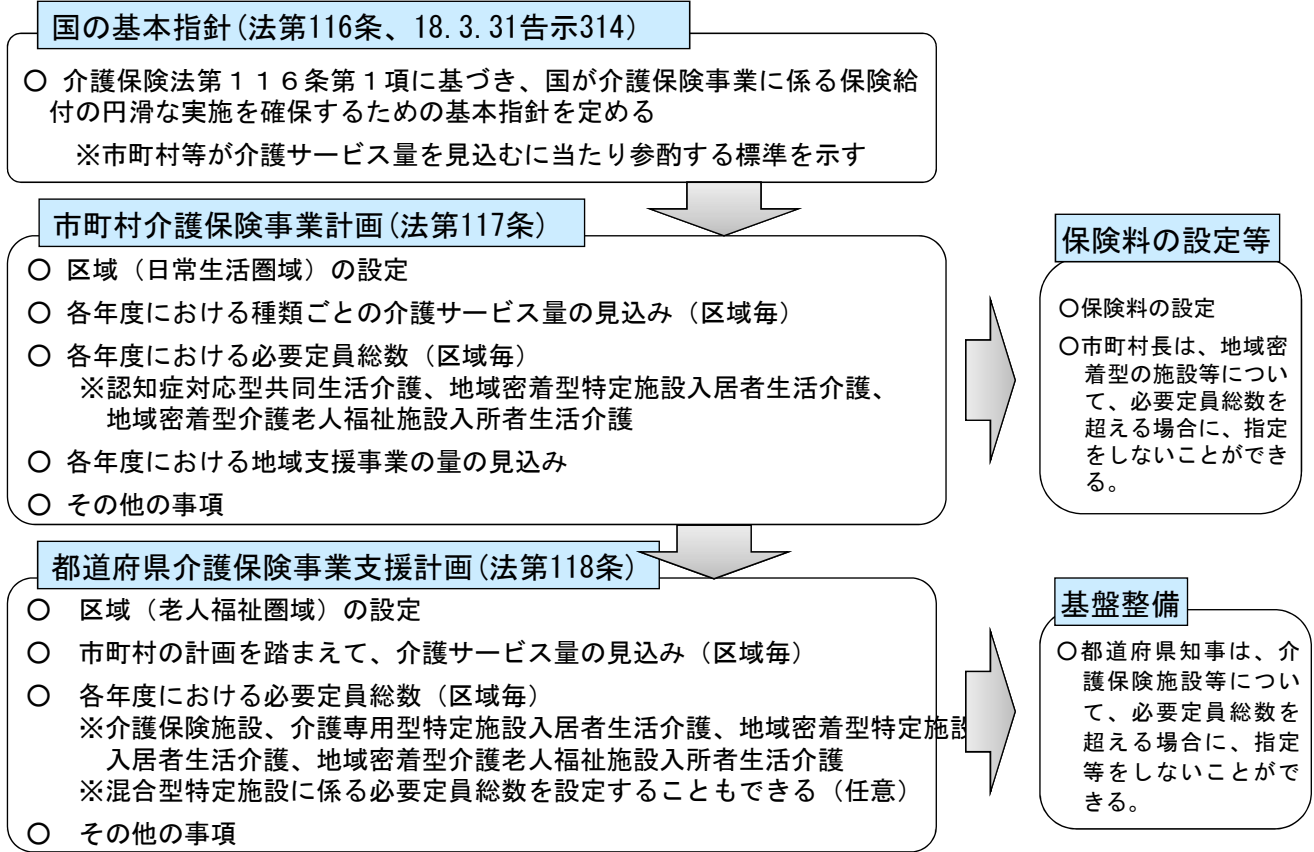 国の基本指針(法第116条、18.3.31告示314)
○ 介護保険法第116条第1項に基づき、国が介護保険事業に係る保険給
付の円滑な実施を確保するための基本指針を定める
※市町村等が介護サービス量を見込むに当たり参酌する標準を示す
市町村介護保険事業計画(法第117条)
○ 区域(日常生活圏域)の設定
○ 各年度における種類ごとの介護サービス量の見込み(区域毎)
○ 各年度における必要定員総数(区域毎)
※認知症対応型共同生活介護、地域密着型特定施設入居者生活介護、
地域密着型介護老人福祉施設入所者生活介護
○ 各年度における地域支援事業の量の見込み
○ その他の事項
保険料の設定等
○保険料の設定
○市町村長は、地域密
着型の施設等につい
て、必要定員総数を
超える場合に、指定
をしないことができ
る。
都道府県介護保険事業支援計画(法第118条)
○ 区域(老人福祉圏域)の設定
○ 市町村の計画を踏まえて、介護サービス量の見込み(区域毎)
○ 各年度における必要定員総数(区域毎)
※介護保険施設、介護専用型特定施設入居者生活介護、地域密着型特定施設
入居者生活介護、地域密着型介護老人福祉施設入所者生活介護
※混合型特定施設に係る必要定員総数を設定することもできる(任意)
○ その他の事項
基盤整備
○都道府県知事は、介
護保険施設等につい
て、必要定員総数を
超える場合に、指定
等をしないことがで
きる。